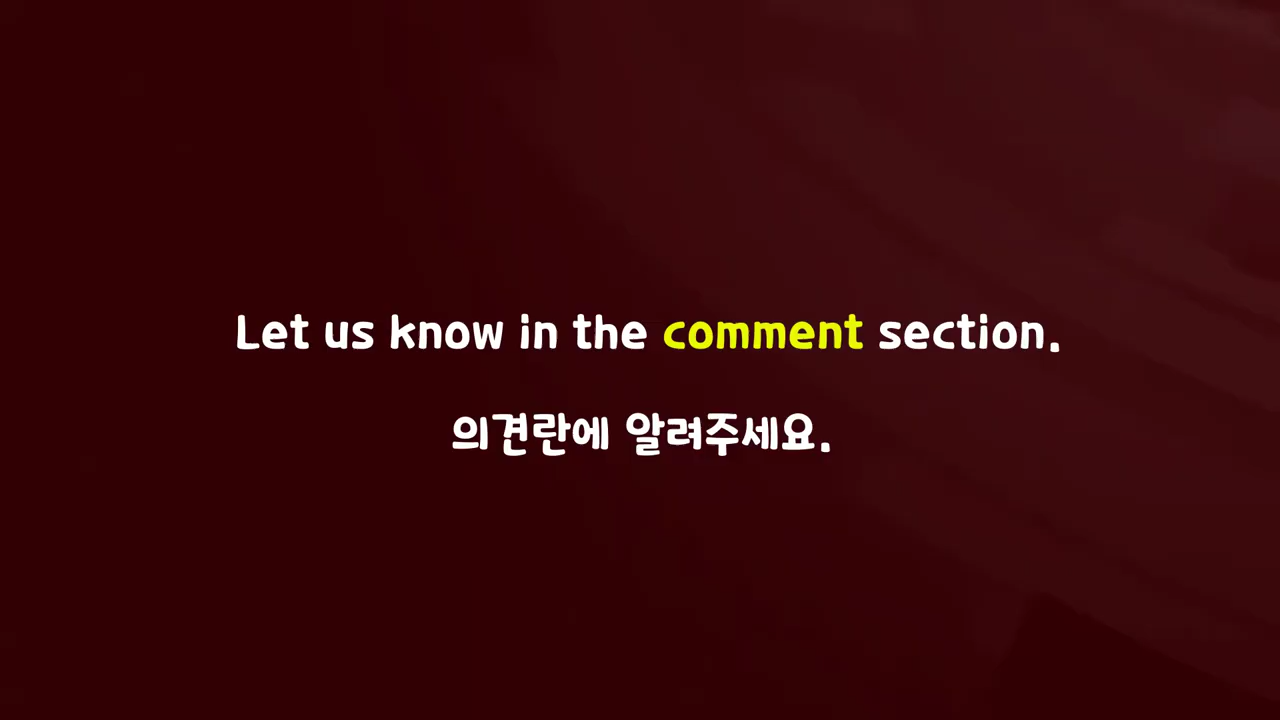 Let us know in the comment section.
의견란에 알려주세요.